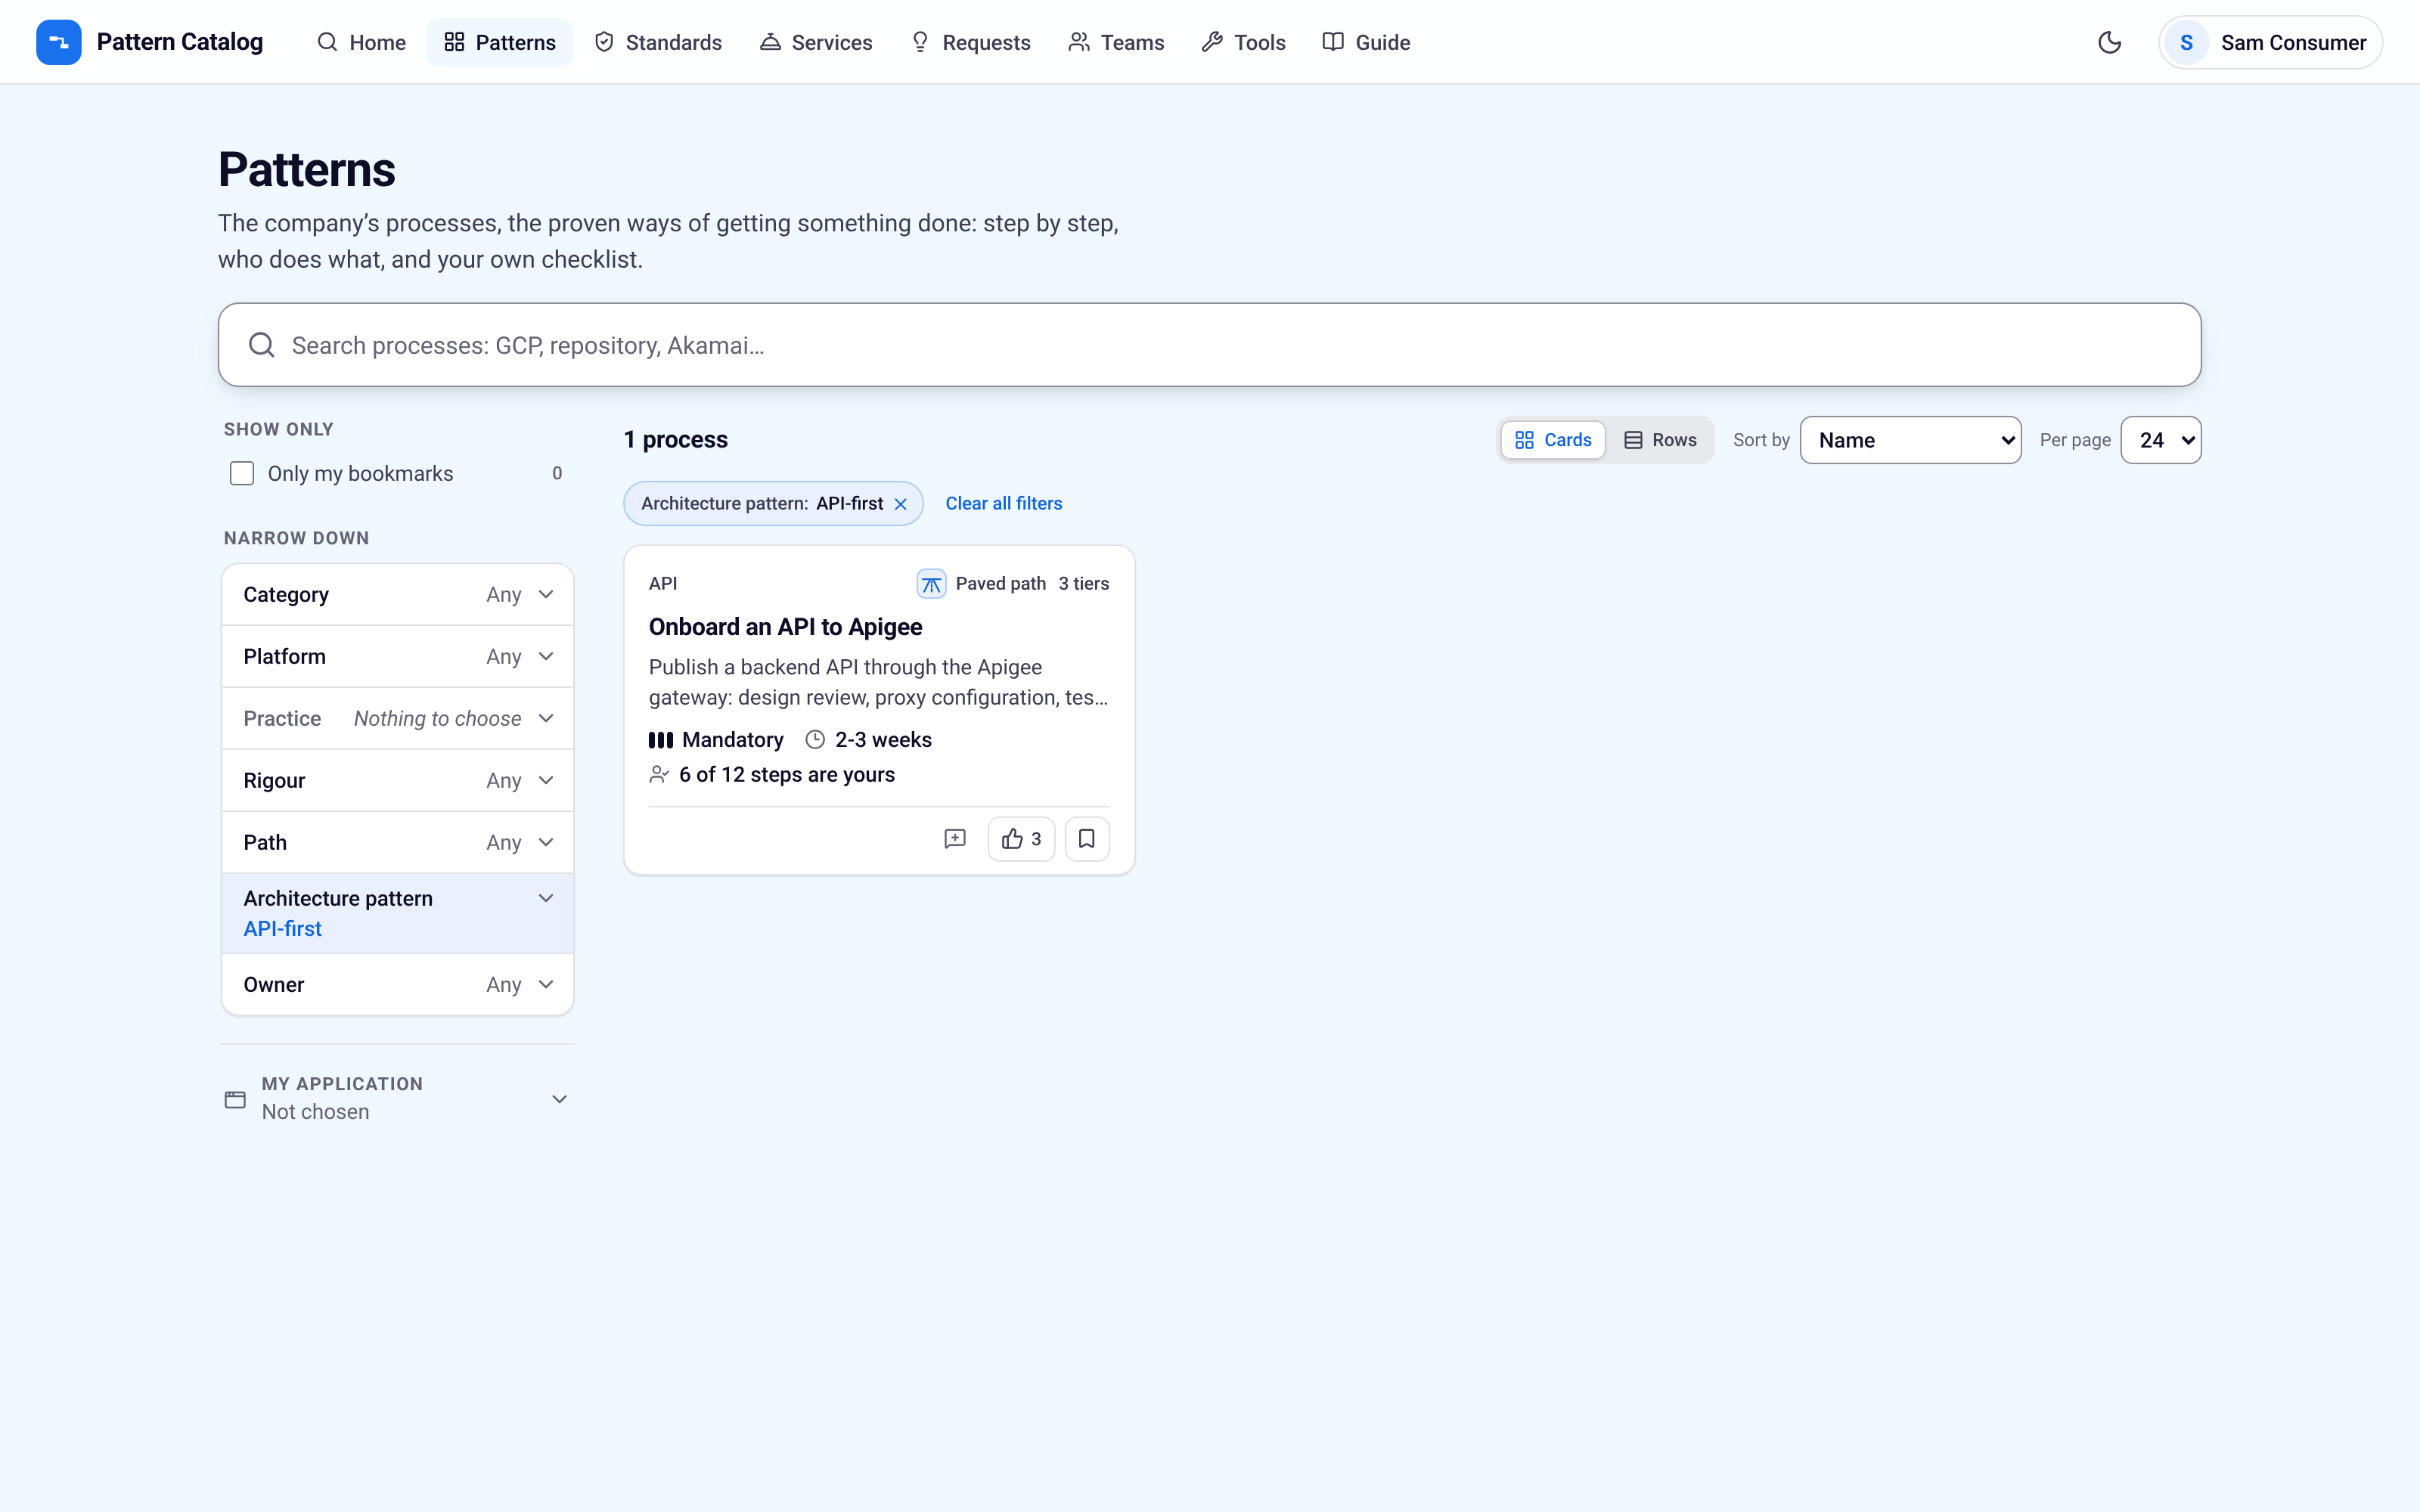 Pattern Catalog
Home
Patterns
Standards
Services
Requests
Teams
Tools
Guide
S
Sam Consumer
Patterns
The company’s processes, the proven ways of getting something done: step by step,
who does what, and your own checklist.
Search processes: GCP, repository, Akamai…
SHOW ONLY
Only my bookmarks 0
NARROW DOWN
Category Any
Platform Any
Practice Nothing to choose
Rigour Any
Path Any
Architecture pattern
API-first
Owner Any
MY APPLICATION
Not chosen
1 process
Cards
Rows
Sort by Name
Per page 24
Architecture pattern: API-first
Clear all filters
API
Paved path 3 tiers
Onboard an API to Apigee
Publish a backend API through the Apigee
gateway: design review, proxy configuration, tes…
Mandatory 2-3 weeks
6 of 12 steps are yours
3